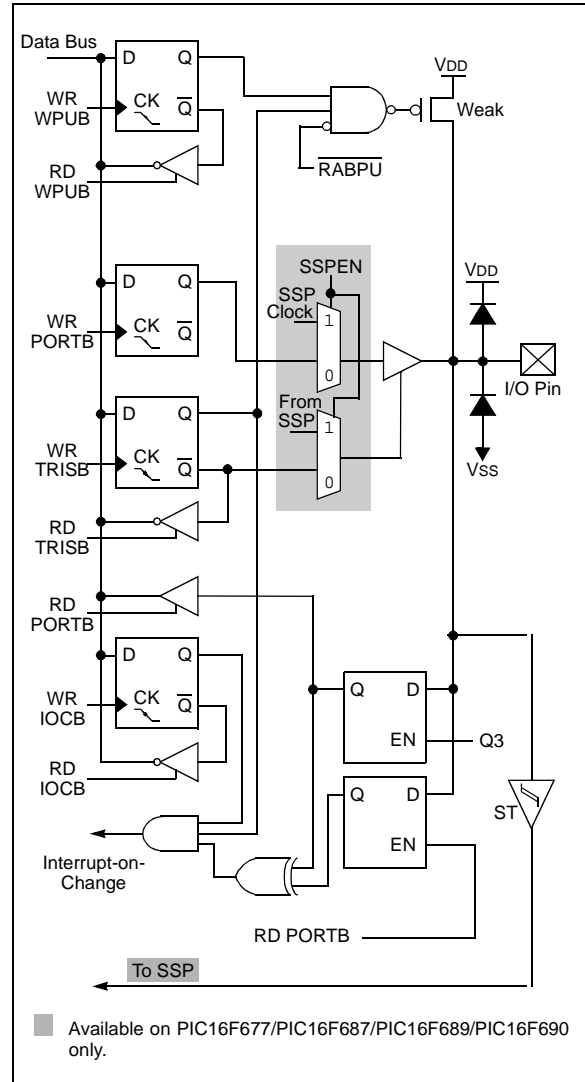 Data Bus
D Q
VDD
WR
WPUB
CK Q̅
Weak
RD
WPUB
R̅A̅B̅P̅U̅
SSPEN
D Q
SSP
Clock
1
VDD
WR
PORTB
CK Q̅
0
I/O Pin
From
SSP
1
D Q
WR
TRISB
CK Q̅
0
VSS
RD
TRISB
RD
PORTB
D Q
Q D
WR
IOCB
CK Q̅
EN
Q3
RD
IOCB
Q D
ST
EN
Interrupt-on-
Change
RD PORTB
To SSP
Available on PIC16F677/PIC16F687/PIC16F689/PIC16F690
only.